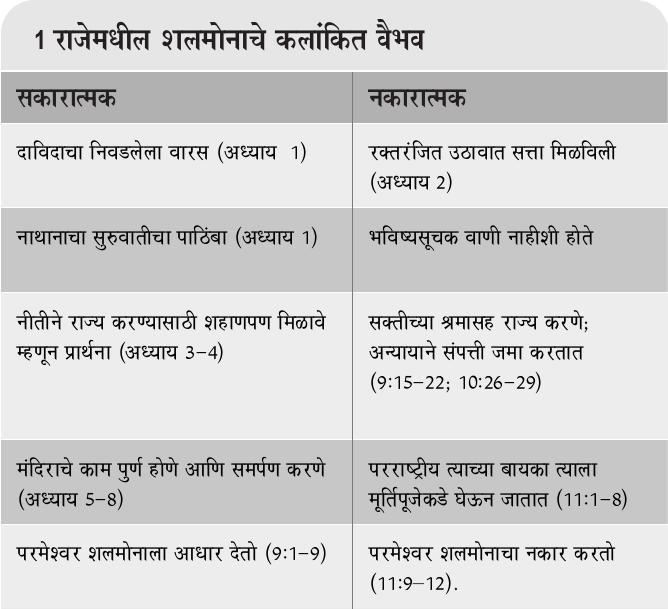 1 राजेमधील शलमोनाचे कलांकित वैभव
सकारात्मक
नकारात्मक
दाविदाचा निवडलेला वारस (अध्याय 1)
रक्तरंजित उठावात सत्ता मिळविली
(अध्याय 2)
नाथानाचा सुरुवातीचा पाठिंबा (अध्याय 1)
भविष्यसूचक वाणी नाहीशी होते
नीतीने राज्य करण्यासाठी शहाणपण मिळावे
म्हणून प्रार्थना (अध्याय 3–4)
सक्तीच्या श्रमासह राज्य करणे;
अन्यायाने संपत्ती जमा करतात
(9:15–22; 10:26–29)
मंदिराचे काम पुर्ण होणे आणि समर्पण करणे
(अध्याय 5–8)
परराष्ट्रीय त्याच्या बायका त्याला
मूर्तिपूजेकडे घेऊन जातात (11:1–8)
परमेश्वर शलमोनाला आधार देतो (9:1–9)
परमेश्वर शलमोनाचा नकार करतो
(11:9–12).